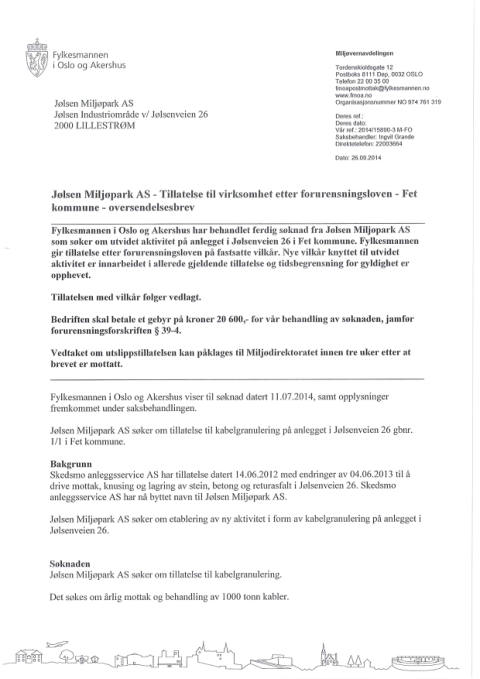 Fylkesmannen
i Oslo og Akershus
Miljøvernavdelingen
Tordenskioldsgate 12
Postboks 8111 Dep, 0032 OSLO
Telefon 22 00 35 00
fmoapostmottak@fylkesmannen.no
www.fmoa.no
Organisasjonsnummer NO 974 761 319
Deres ref.:
Deres dato:
Vår ref.: 2014/15890-3 M-FO
Saksbehandler: Ingvil Grande
Direktetelefon: 22003664
Dato: 26.09.2014
Jølsen Miljøpark AS
Jølsen Industriområde v/ Jølsenveien 26
2000 LILLESTRØM
Jølsen Miljøpark AS - Tillatelse til virksomhet etter forurensningsloven - Fet
kommune - oversendelsesbrev
Fylkesmannen i Oslo og Akershus har behandlet ferdig søknad fra Jølsen Miljøpark AS
som søker om utvidet aktivitet på anlegget i Jølsenveien 26 i Fet kommune. Fylkesmannen
gir tillatelse etter forurensningsloven på fastsatte vilkår. Nye vilkår knyttet til utvidet
aktivitet er innarbeidet i allerede gjeldende tillatelse og tidsbegrensning for gyldighet er
opphevet.
Tillatelsen med vilkår følger vedlagt.
Bedriften skal betale et gebyr på kroner 20 600,- for vår behandling av søknaden, jamfør
forurensningsforskriften § 39-4.
Vedtaket om utslippstillatelsen kan påklages til Miljødirektoratet innen tre uker etter at
brevet er mottatt.
Fylkesmannen i Oslo og Akershus viser til søknad datert 11.07.2014, samt opplysninger
fremkommet under saksbehandlingen.
Jølsen Miljøpark AS søker om tillatelse til kabelgranulering på anlegget i Jølsenveien 26 gbnr.
1/1 i Fet kommune.
Bakgrunn
Skedsmo anleggsservice AS har tillatelse datert 14.06.2012 med endringer av 04.06.2013 til å
drive mottak, knusing og lagring av stein, betong og returasfalt i Jølsenveien 26. Skedsmo
anleggsservice AS har nå byttet navn til Jølsen Miljøpark AS.
Jølsen Miljøpark AS søker om etablering av ny aktivitet i form av kabelgranulering på anlegget i
Jølsenveien 26.
Søknaden
Jølsen Miljøpark AS søker om tillatelse til kabelgranulering.
Det søkes om årlig mottak og behandling av 1000 tonn kabler.